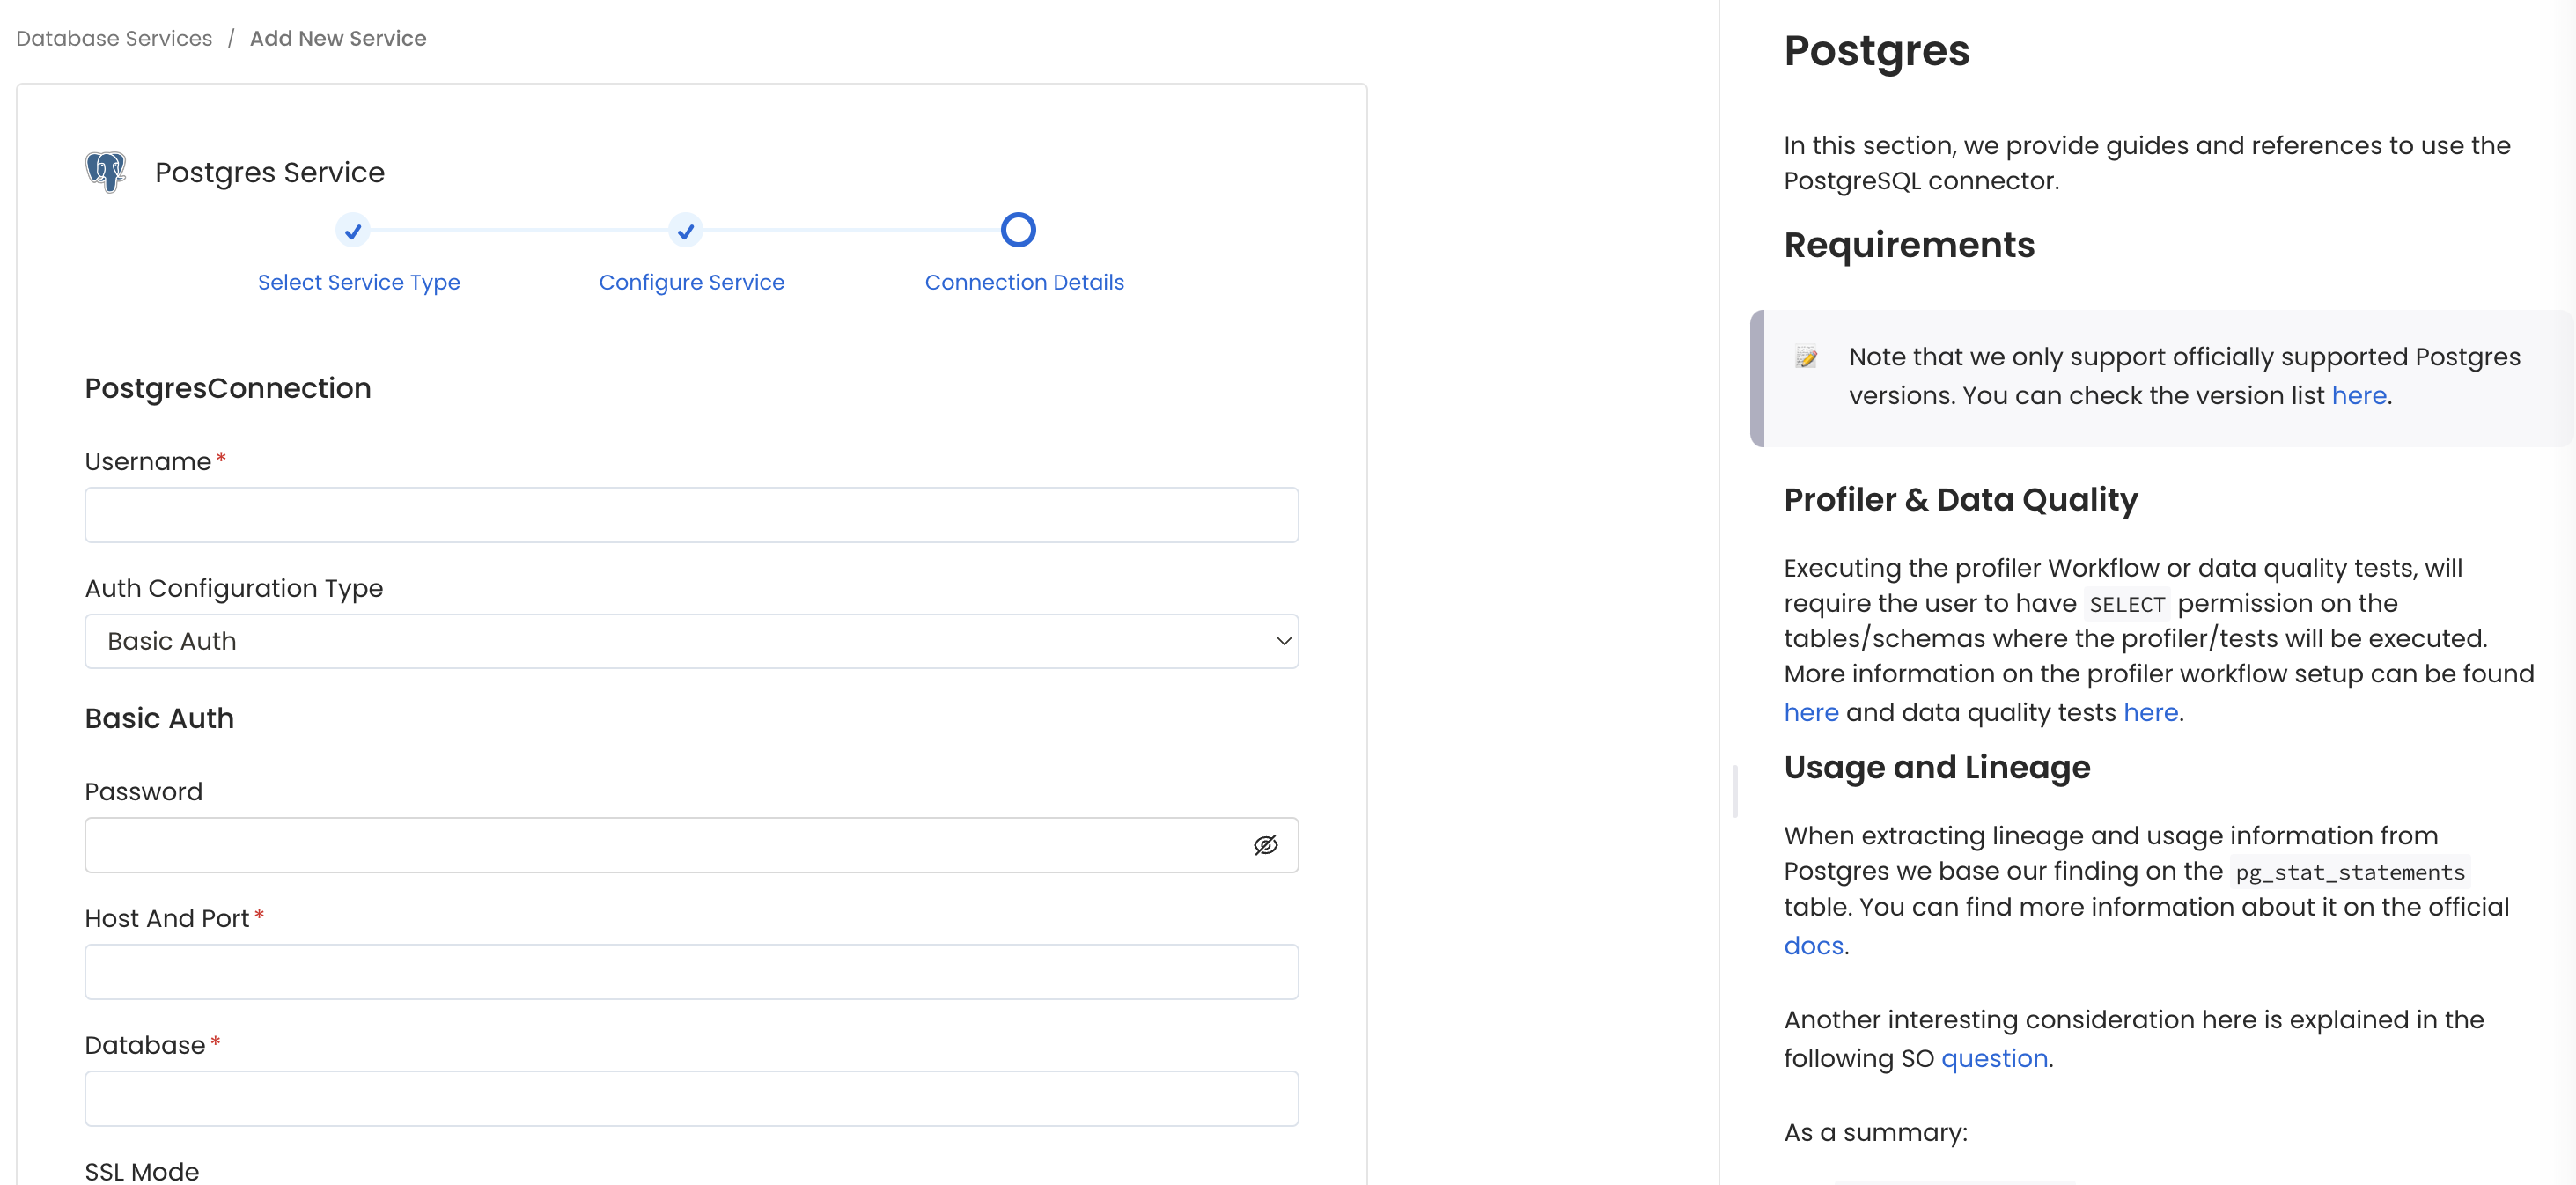 Database Services / Add New Service
Postgres Service
Select Service Type
Configure Service
Connection Details
PostgresConnection
Username *
Auth Configuration Type
Basic Auth
Basic Auth
Password
Host And Port *
Database *
SSL Mode
Postgres
In this section, we provide guides and references to use the
PostgreSQL connector.
Requirements
Note that we only support officially supported Postgres
versions. You can check the version list here.
Profiler & Data Quality
Executing the profiler Workflow or data quality tests, will
require the user to have SELECT permission on the
tables/schemas where the profiler/tests will be executed.
More information on the profiler workflow setup can be found
here and data quality tests here.
Usage and Lineage
When extracting lineage and usage information from
Postgres we base our finding on the pg_stat_statements
table. You can find more information about it on the official
docs.
Another interesting consideration here is explained in the
following SO question.
As a summary: